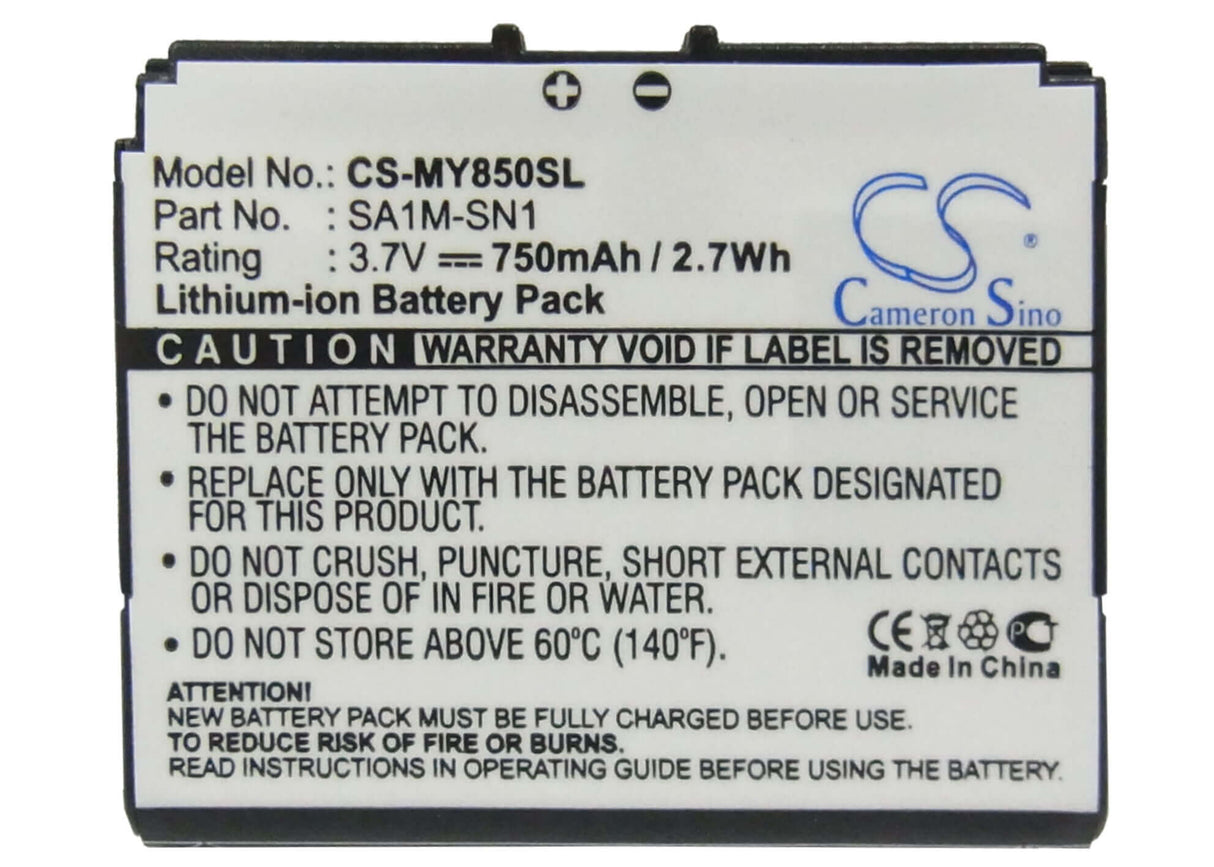 Model No.: CS-MY850SL
Part No. : SA1M-SN1
Rating : 3.7V ⎓ 750mAh / 2.7Wh
Lithium-ion Battery Pack
CS ®
Cameron Sino
CAUTION WARRANTY VOID IF LABEL IS REMOVED
• DO NOT ATTEMPT TO DISASSEMBLE, OPEN OR SERVICE
THE BATTERY PACK.
• REPLACE ONLY WITH THE BATTERY PACK DESIGNATED
FOR THIS PRODUCT.
• DO NOT CRUSH, PUNCTURE, SHORT EXTERNAL CONTACTS
OR DISPOSE OF IN FIRE OR WATER.
• DO NOT STORE ABOVE 60°C (140°F).
CE
Made In China
ATTENTION!
NEW BATTERY PACK MUST BE FULLY CHARGED BEFORE USE.
TO REDUCE RISK OF FIRE OR BURNS.
READ INSTRUCTIONS IN OPERATING GUIDE BEFORE USING THE BATTERY.